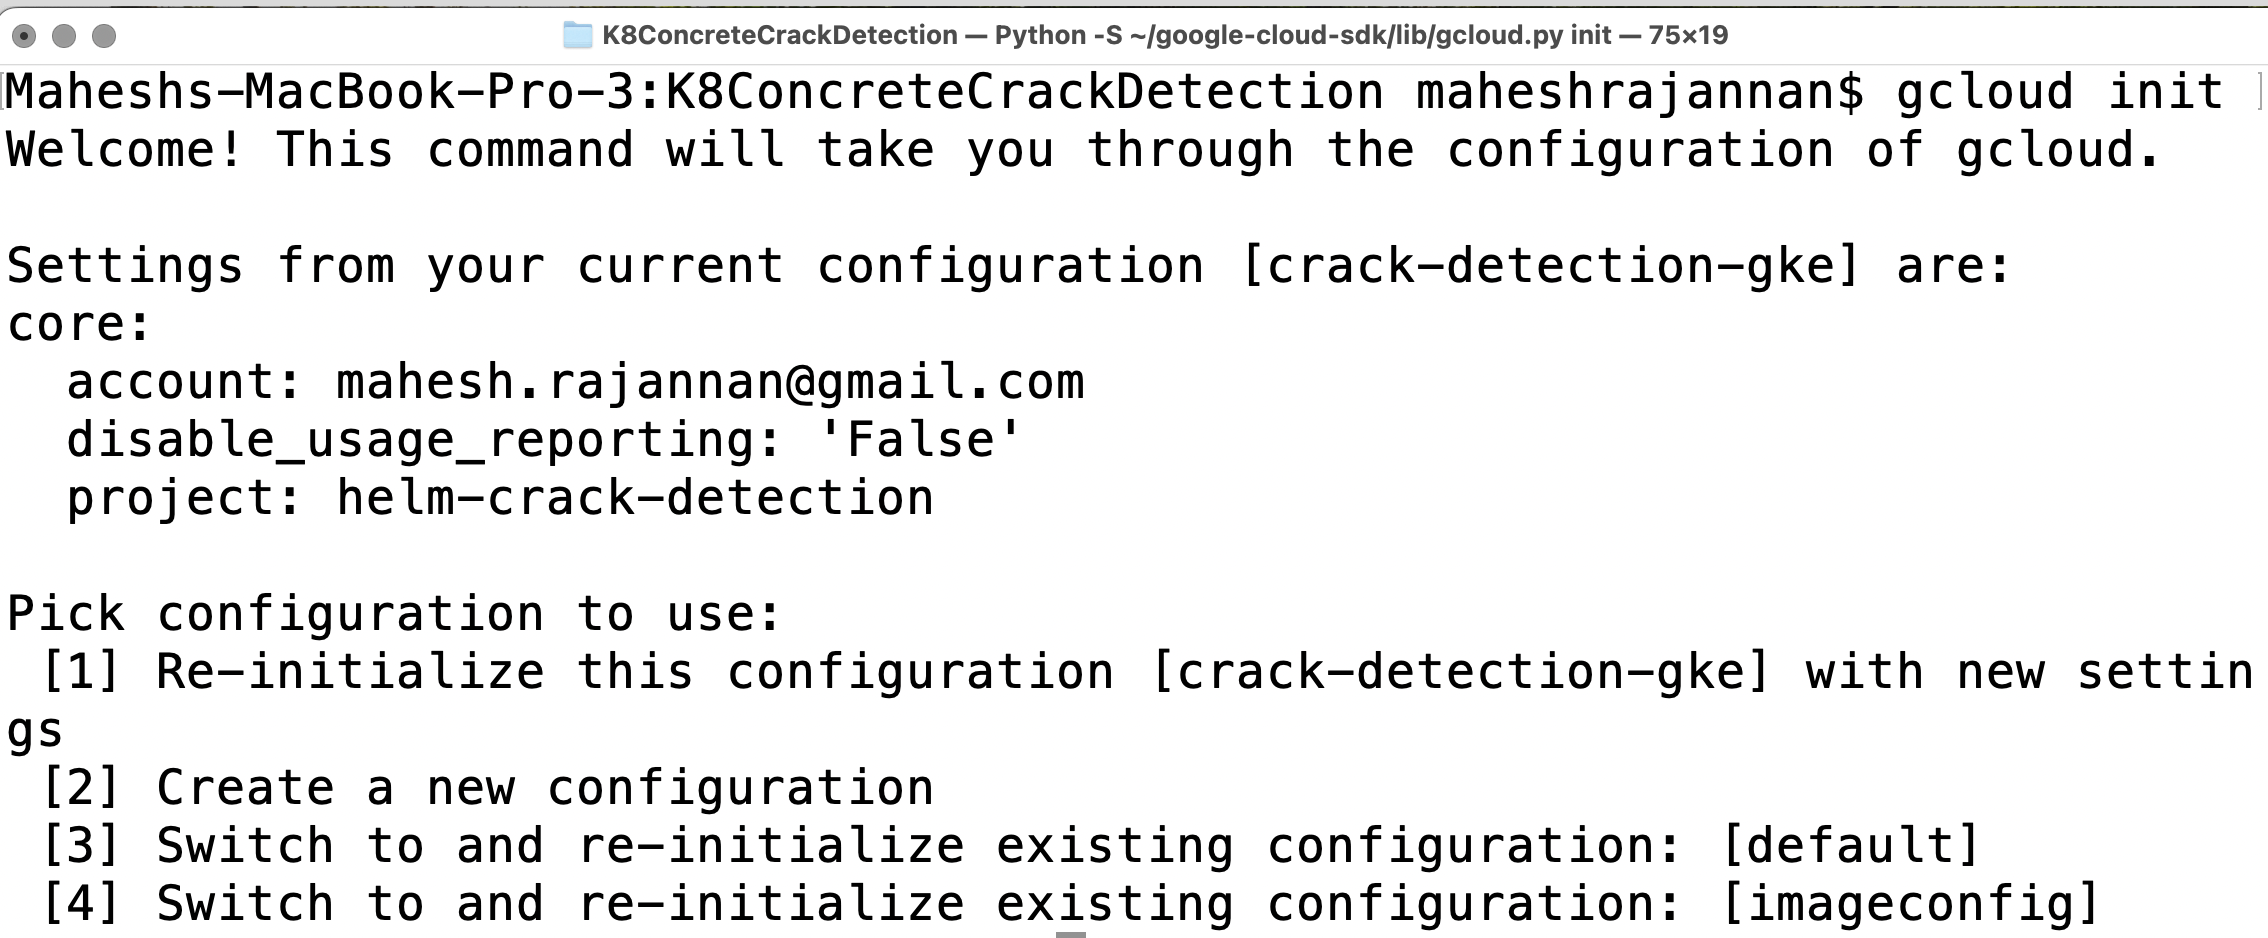 K8ConcreteCrackDetection — Python -S ~/google-cloud-sdk/lib/gcloud.py init — 75×19
Maheshs-MacBook-Pro-3:K8ConcreteCrackDetection maheshrajannan$ gcloud init
Welcome! This command will take you through the configuration of gcloud.
Settings from your current configuration [crack-detection-gke] are:
core:
  account: mahesh.rajannan@gmail.com
  disable_usage_reporting: 'False'
  project: helm-crack-detection
Pick configuration to use:
 [1] Re-initialize this configuration [crack-detection-gke] with new settin
gs
 [2] Create a new configuration
 [3] Switch to and re-initialize existing configuration: [default]
 [4] Switch to and re-initialize existing configuration: [imageconfig]